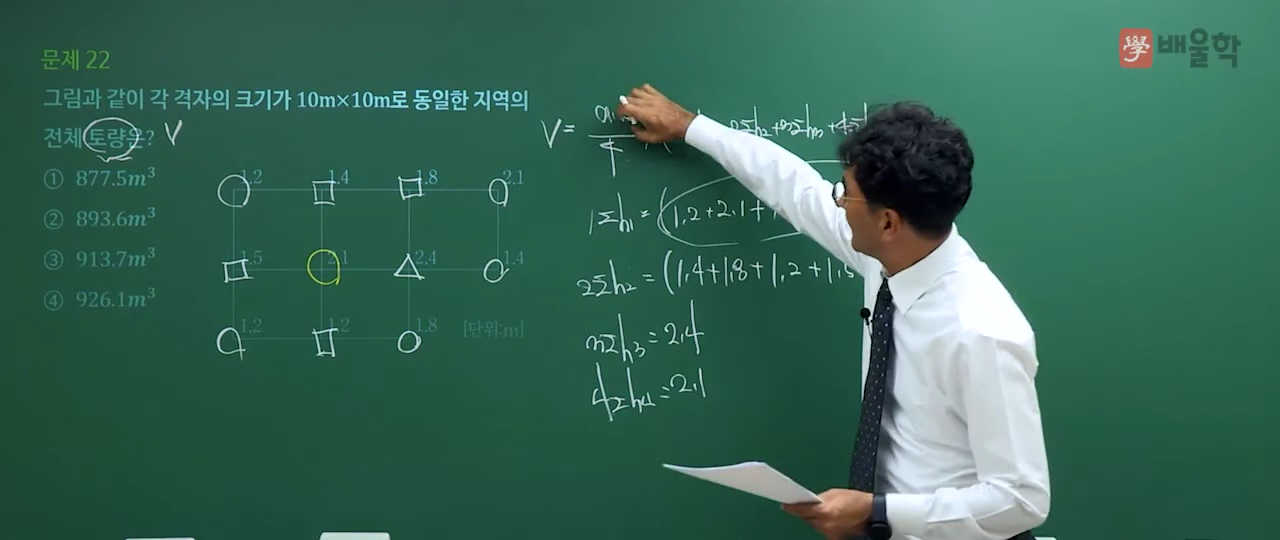 學 배울학
문제 22
그림과 같이 각 격자의 크기가 10m×10m로 동일한 지역의
전체 토량은? V
① 877.5m³
② 893.6m³
③ 913.7m³
④ 926.1m³
1.2 1.4 1.8 2.1
.5 2.1 2.4 1.4
1.2 1.2 1.8 [단위:m]
V=
4
1Σh1 = (1.2+2.1+
2Σh2 = (1.4+1.8+1.2+1.5
3Σh3 = 2.4
4Σh4 = 2.1